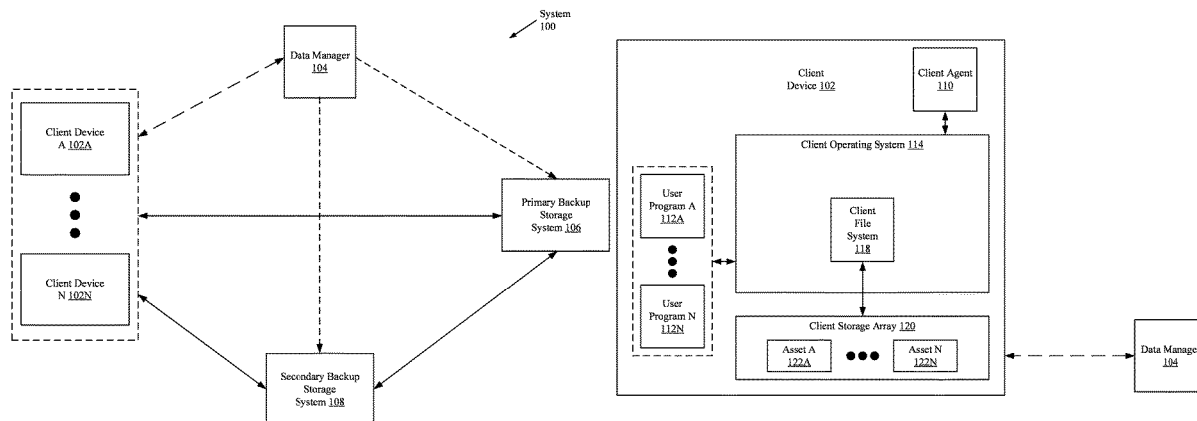 System
100
Data Manager
104
Client Device
A 102A
Client Device
N 102N
Primary Backup
Storage
System 106
Secondary Backup
Storage
System 108
Client
Device 102
Client Agent
110
Client Operating System 114
User
Program A
112A
User
Program N
112N
Client
File
System
118
Client Storage Array 120
Asset A
122A
Asset N
122N
Data Manager
104